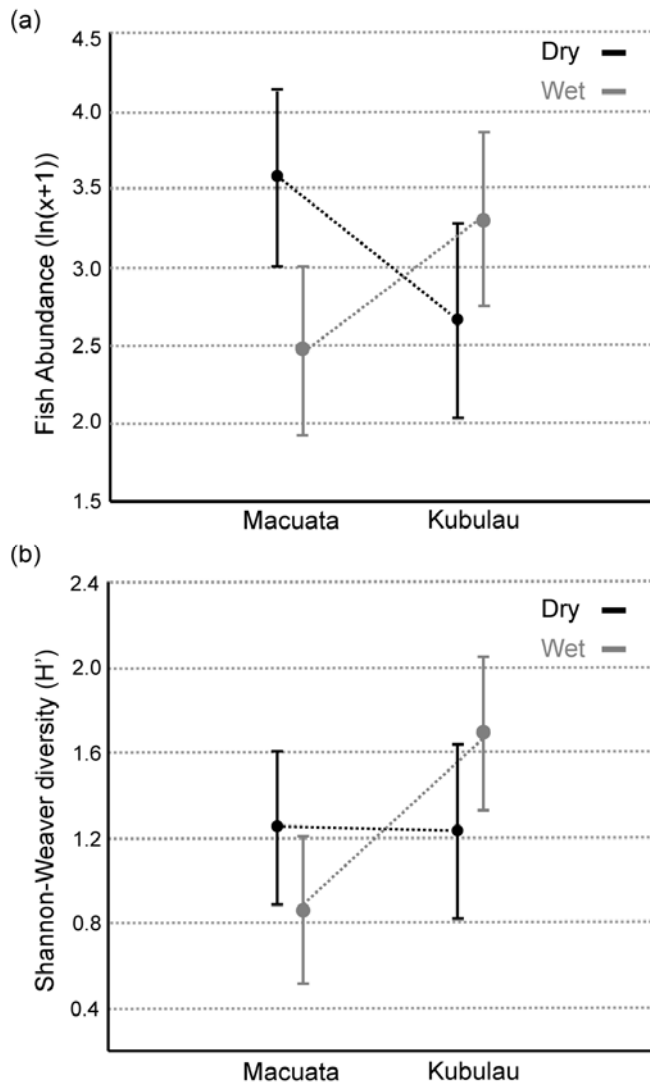 (a)
Fish Abundance (ln(x+1))
4.5
4.0
3.5
3.0
2.5
2.0
1.5
Dry
Wet
Macuata Kubulau
(b)
Shannon-Weaver diversity (H')
2.4
2.0
1.6
1.2
0.8
0.4
Dry
Wet
Macuata Kubulau